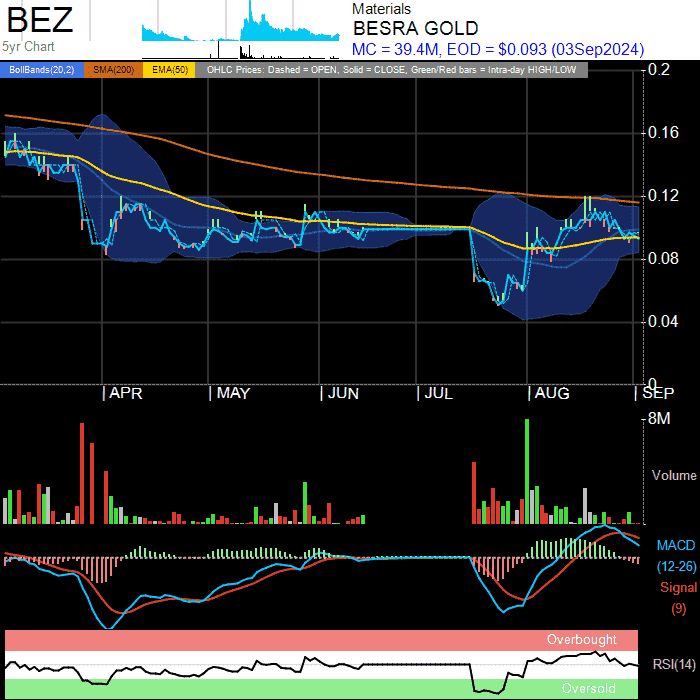 BEZ
5yr Chart
Materials
BESRA GOLD
MC = 39.4M, EOD = $0.093 (03Sep2024)
BollBands(20,2) SMA(200) EMA(50) OHLC Prices: Dashed = OPEN, Solid = CLOSE, Green/Red bars = Intra-day HIGH/LOW
0.2
0.16
0.12
0.08
0.04
0
APR MAY JUN JUL AUG SEP
8M
Volume
MACD
(12-26)
Signal
(9)
Overbought
RSI(14)
Oversold